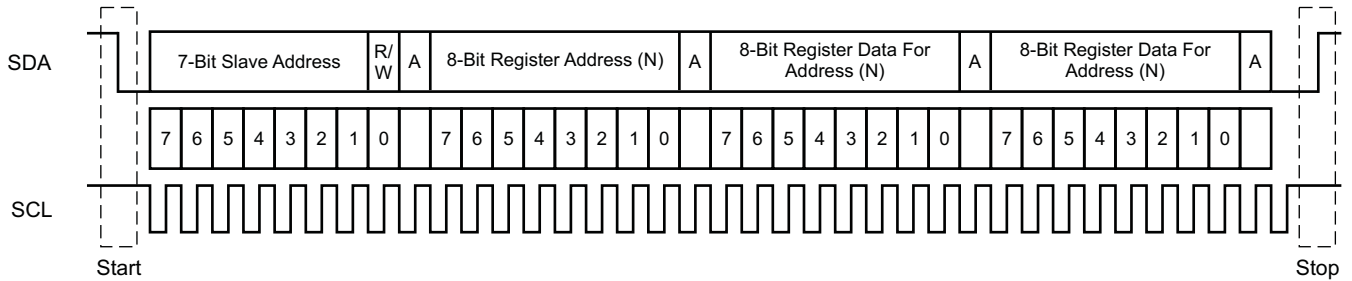 SDA
7-Bit Slave Address
R/
W
A
8-Bit Register Address (N)
A
8-Bit Register Data For
Address (N)
A
8-Bit Register Data For
Address (N)
A
7 6 5 4 3 2 1 0 7 6 5 4 3 2 1 0 7 6 5 4 3 2 1 0 7 6 5 4 3 2 1 0
SCL
Start
Stop